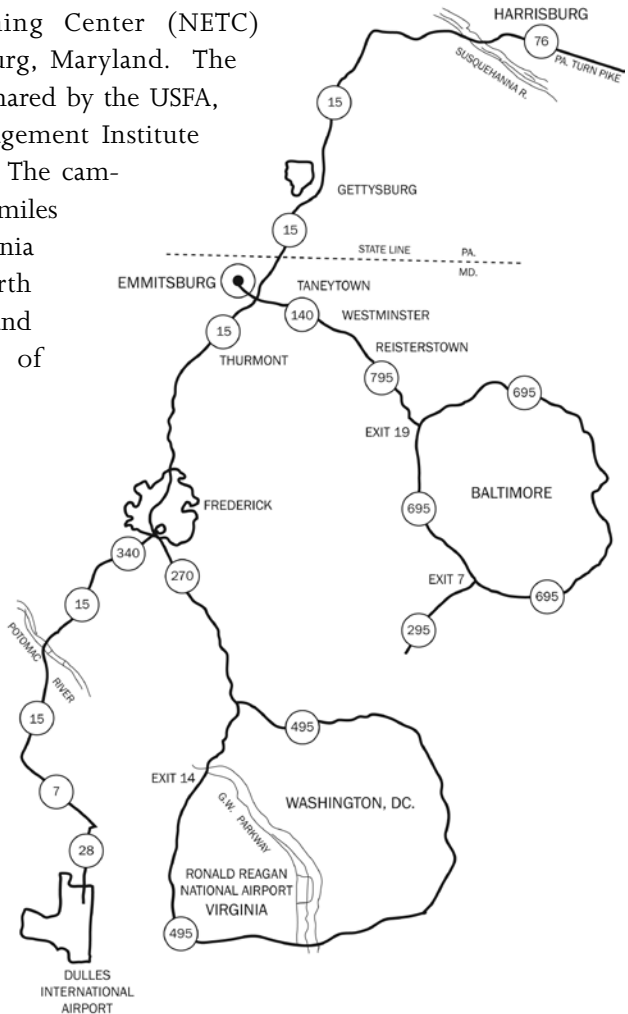 ning Center (NETC)
urg, Maryland. The
hared by the USFA,
agement Institute
The cam-
miles
nia
rth
and
of
HARRISBURG
76
PA. TURN PIKE
SUSQUEHANNA R.
15
GETTYSBURG
15
STATE LINE PA.
MD.
EMMITSBURG
TANEYTOWN
140
WESTMINSTER
15
REISTERSTOWN
THURMONT
795
695
EXIT 19
BALTIMORE
FREDERICK
695
340
270
EXIT 7
695
15
295
POTOMAC
RIVER
15
495
EXIT 14
7
G.W. PARKWAY
WASHINGTON, DC.
28
RONALD REAGAN
NATIONAL AIRPORT
VIRGINIA
495
DULLES
INTERNATIONAL
AIRPORT